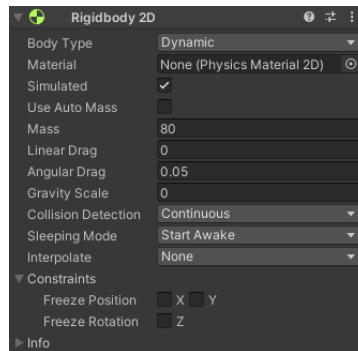 Rigidbody 2D
Body Type Dynamic
Material None (Physics Material 2D)
Simulated
Use Auto Mass
Mass 80
Linear Drag 0
Angular Drag 0.05
Gravity Scale 0
Collision Detection Continuous
Sleeping Mode Start Awake
Interpolate None
Constraints
Freeze Position X Y
Freeze Rotation Z
Info